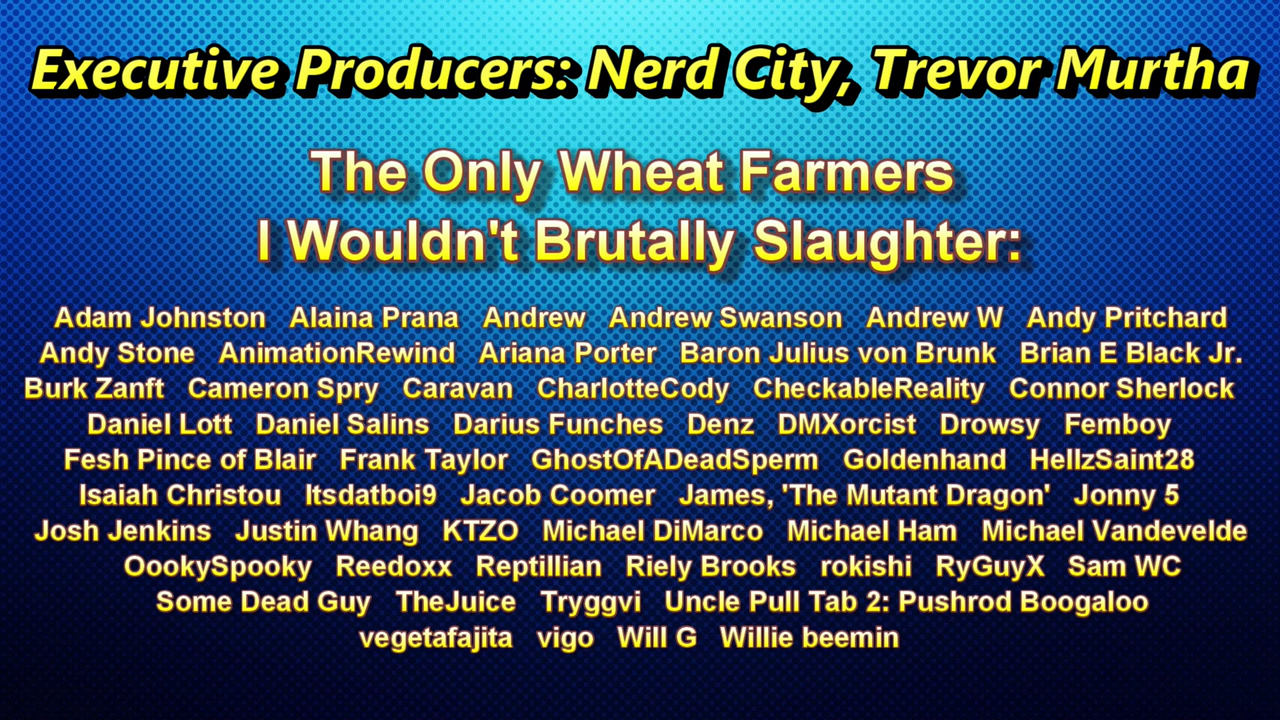 Executive Producers: Nerd City, Trevor Murtha
The Only Wheat Farmers
I Wouldn't Brutally Slaughter:
Adam Johnston Alaina Prana Andrew Andrew Swanson Andrew W Andy Pritchard
Andy Stone AnimationRewind Ariana Porter Baron Julius von Brunk Brian E Black Jr.
Burk Zanft Cameron Spry Caravan CharlotteCody CheckableReality Connor Sherlock
Daniel Lott Daniel Salins Darius Funches Denz DMXorcist Drowsy Femboy
Fesh Pince of Blair Frank Taylor GhostOfADeadSperm Goldenhand HellzSaint28
Isaiah Christou Itsdatboi9 Jacob Coomer James, 'The Mutant Dragon' Jonny 5
Josh Jenkins Justin Whang KTZO Michael DiMarco Michael Ham Michael Vandevelde
OookySpooky Reedoxx Reptillian Riely Brooks rokishi RyGuyX Sam WC
Some Dead Guy TheJuice Tryggvi Uncle Pull Tab 2: Pushrod Boogaloo
vegetafajita vigo Will G Willie beemin